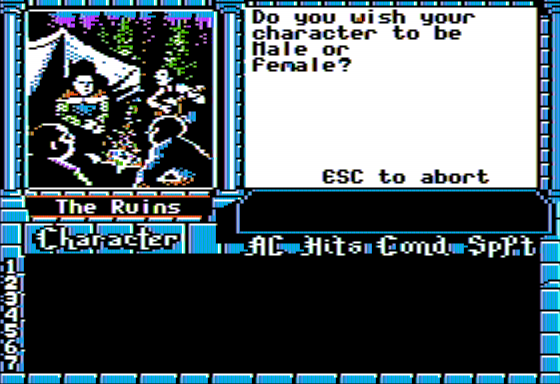 Do you wish your
character to be
Male or
Female?
ESC to abort
The Ruins
Character AC Hits Cond SpPt
1
2
3
4
5
6
7